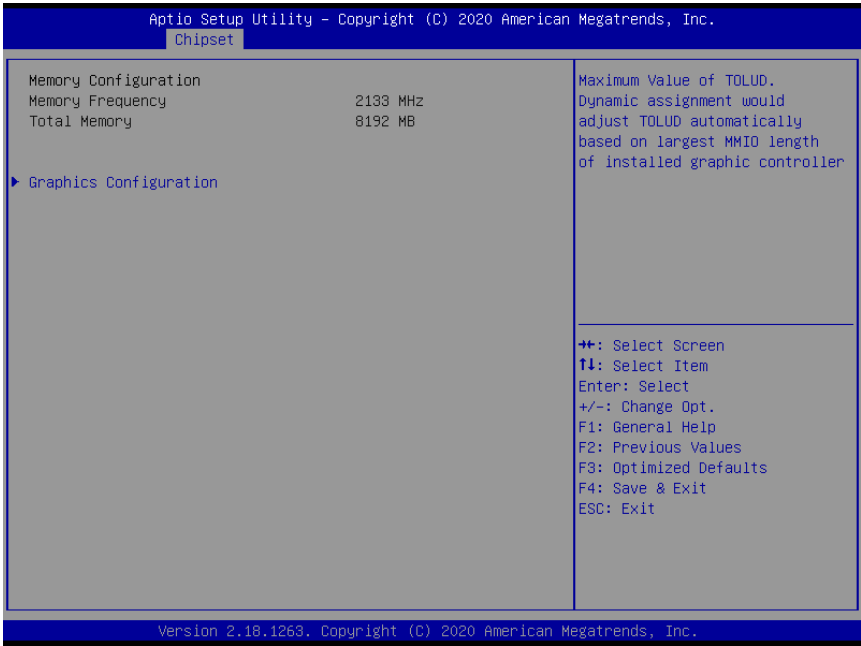 Aptio Setup Utility – Copyright (C) 2020 American Megatrends, Inc.
Chipset
Memory Configuration
Memory Frequency 2133 MHz
Total Memory 8192 MB
Graphics Configuration
Maximum Value of TOLUD.
Dynamic assignment would
adjust TOLUD automatically
based on largest MMIO length
of installed graphic controller
→←: Select Screen
↑↓: Select Item
Enter: Select
+/-: Change Opt.
F1: General Help
F2: Previous Values
F3: Optimized Defaults
F4: Save & Exit
ESC: Exit
Version 2.18.1263. Copyright (C) 2020 American Megatrends, Inc.